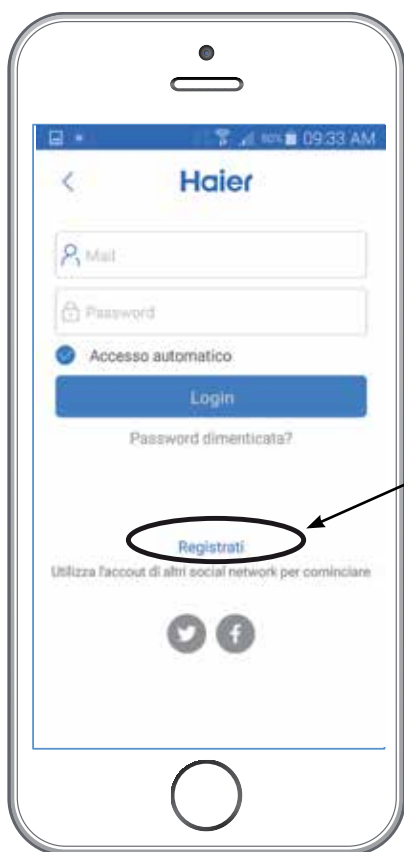 09:33 AM
Haier
Mail
Password
Accesso automatico
Login
Password dimenticata?
Registrati
Utilizza l'accout di altri social network per cominciare